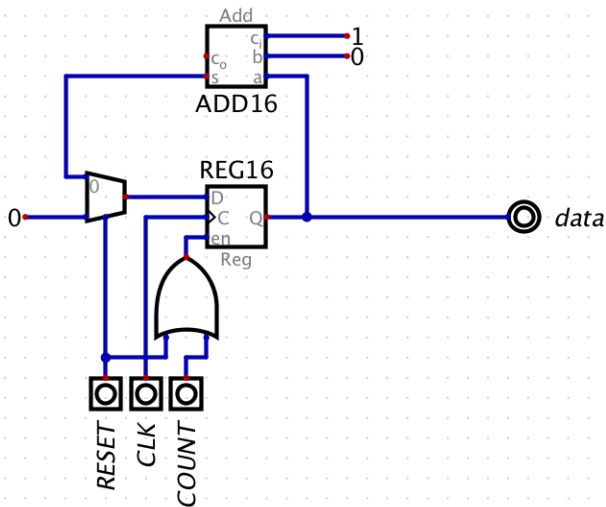 Add
cᵢ
1
cₒ
b
0
s
a
ADD16
REG16
0
D
0
C
Q
data
en
Reg
RESET
CLK
COUNT